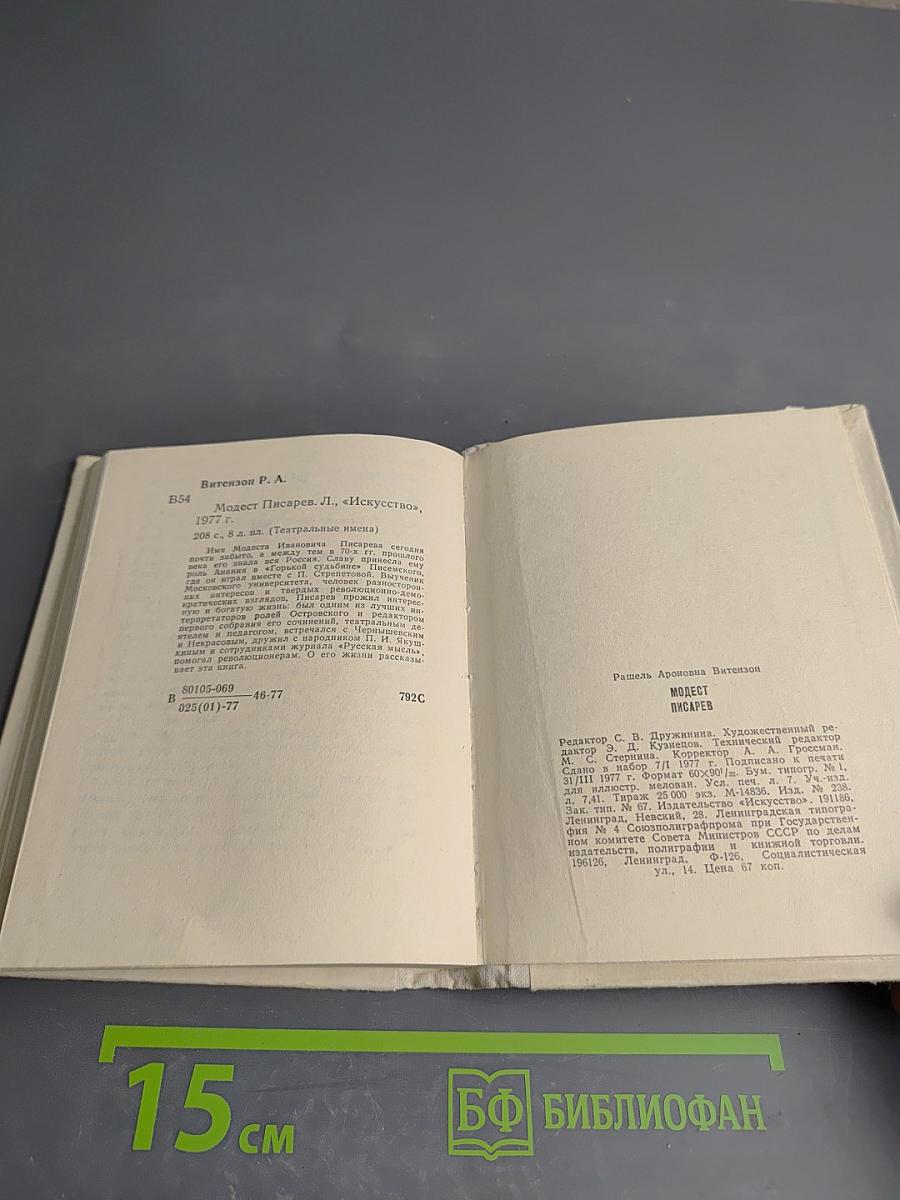 Витензон Р. А.
В54
Модест Писарев. Л., «Искусство»,
1977 г.
208 с., 8 л. ил. (Театральные имена)
Имя Модеста Ивановича Писарева сегодня
почти забыто, а между тем в 70-х гг. прошлого
века его знала вся Россия. Славу принесла ему
роль Анания в «Горькой судьбине» Писемского,
где он играл вместе с П. Стрепетовой. Выученик
Московского университета, человек разносторон-
них интересов и твердых революционно-демо-
кратических взглядов, Писарев прожил интерес-
ную и богатую жизнь: был одним из лучших ин-
терпретаторов ролей Островского и редактором
первого собрания его сочинений, театральным де-
ятелем и педагогом, встречался с Чернышевским
и Некрасовым, дружил с народником П. И. Якуш-
киным и сотрудниками журнала «Русская мысль»,
помогал революционерам. О его жизни рассказы-
вает эта книга.
В 80105-069
025(01)-77 46-77 792С
Рашель Ароновна Витензон
МОДЕСТ
ПИСАРЕВ
Редактор С. В. Дружинина. Художественный ре-
дактор Э. Д. Кузнецов. Технический редактор
М. С. Стернина. Корректор А. А. Гроссман.
Сдано в набор 7/I 1977 г. Подписано к печати
31/III 1977 г. Формат 60×90¹/₃₂. Бум. типогр. № 1,
для иллюстр. мелован. Усл. печ. л. 7. Уч.-изд.
л. 7,41. Тираж 25 000 экз. М-14836. Изд. № 238.
Зак. тип. № 67. Издательство «Искусство». 191186,
Ленинград, Невский, 28. Ленинградская типогра-
фия № 4 Союзполиграфпрома при Государствен-
ном комитете Совета Министров СССР по делам
издательств, полиграфии и книжной торговли.
196126, Ленинград, Ф-126, Социалистическая
ул., 14. Цена 67 коп.
15 см
БФ БИБЛИОФАН